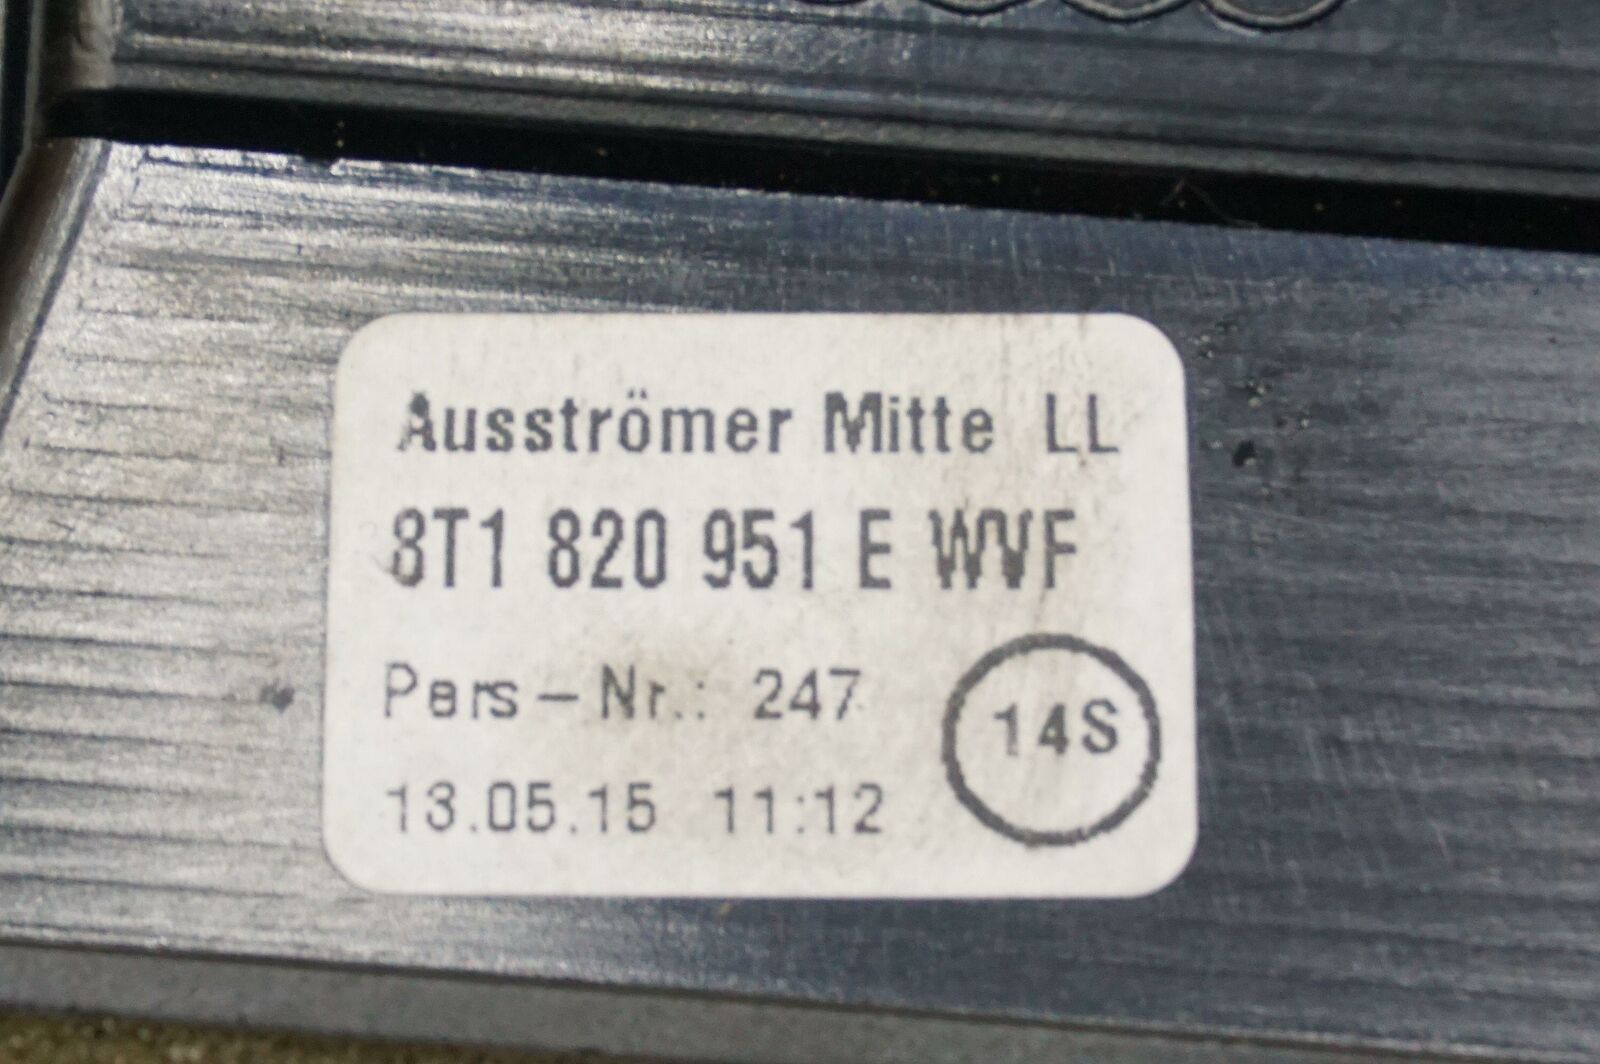 Ausströmer Mitte LL
8T1 820 951 E WVF
Pers-Nr.: 247
14S
13.05.15 11:12